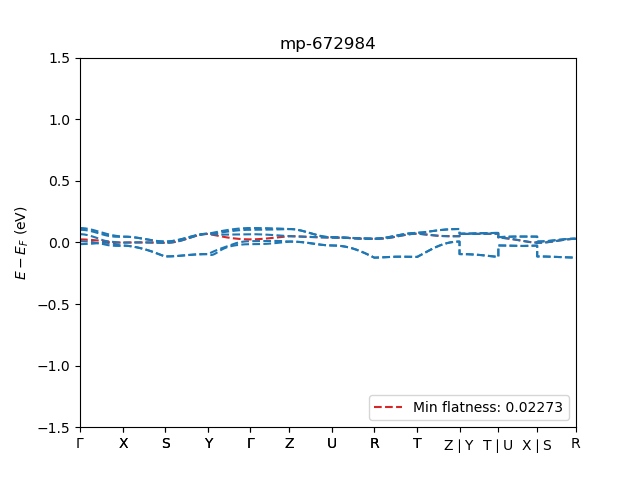 mp-672984
E − E_F (eV)
1.5
1.0
0.5
0.0
−0.5
−1.0
−1.5
Min flatness: 0.02273
Γ X S Y Γ Z U R T Z|Y T|U X|S R